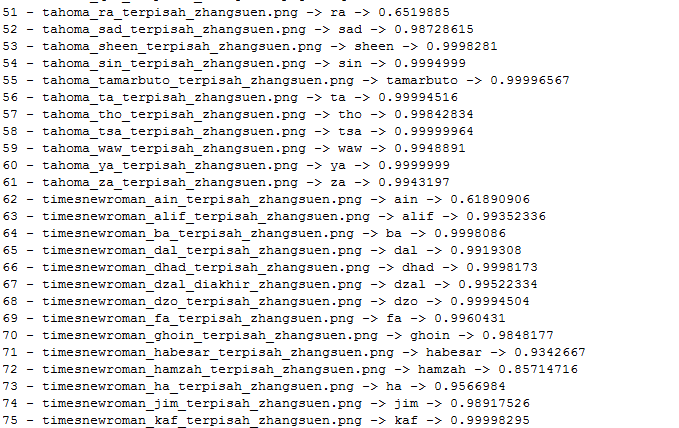 51 - tahoma_ra_terpisah_zhangsuen.png -> ra -> 0.6519885
52 - tahoma_sad_terpisah_zhangsuen.png -> sad -> 0.98728615
53 - tahoma_sheen_terpisah_zhangsuen.png -> sheen -> 0.9998281
54 - tahoma_sin_terpisah_zhangsuen.png -> sin -> 0.9994999
55 - tahoma_tamarbuto_terpisah_zhangsuen.png -> tamarbuto -> 0.99996567
56 - tahoma_ta_terpisah_zhangsuen.png -> ta -> 0.99994516
57 - tahoma_tho_terpisah_zhangsuen.png -> tho -> 0.99842834
58 - tahoma_tsa_terpisah_zhangsuen.png -> tsa -> 0.99999964
59 - tahoma_waw_terpisah_zhangsuen.png -> waw -> 0.9948891
60 - tahoma_ya_terpisah_zhangsuen.png -> ya -> 0.9999999
61 - tahoma_za_terpisah_zhangsuen.png -> za -> 0.9943197
62 - timesnewroman_ain_terpisah_zhangsuen.png -> ain -> 0.61890906
63 - timesnewroman_alif_terpisah_zhangsuen.png -> alif -> 0.99352336
64 - timesnewroman_ba_terpisah_zhangsuen.png -> ba -> 0.9998086
65 - timesnewroman_dal_terpisah_zhangsuen.png -> dal -> 0.9919308
66 - timesnewroman_dhad_terpisah_zhangsuen.png -> dhad -> 0.9998173
67 - timesnewroman_dzal_diakhir_zhangsuen.png -> dzal -> 0.99522334
68 - timesnewroman_dzo_terpisah_zhangsuen.png -> dzo -> 0.99994504
69 - timesnewroman_fa_terpisah_zhangsuen.png -> fa -> 0.9960431
70 - timesnewroman_ghoin_terpisah_zhangsuen.png -> ghoin -> 0.9848177
71 - timesnewroman_habesar_terpisah_zhangsuen.png -> habesar -> 0.9342667
72 - timesnewroman_hamzah_terpisah_zhangsuen.png -> hamzah -> 0.85714716
73 - timesnewroman_ha_terpisah_zhangsuen.png -> ha -> 0.9566984
74 - timesnewroman_jim_terpisah_zhangsuen.png -> jim -> 0.98917526
75 - timesnewroman_kaf_terpisah_zhangsuen.png -> kaf -> 0.99998295